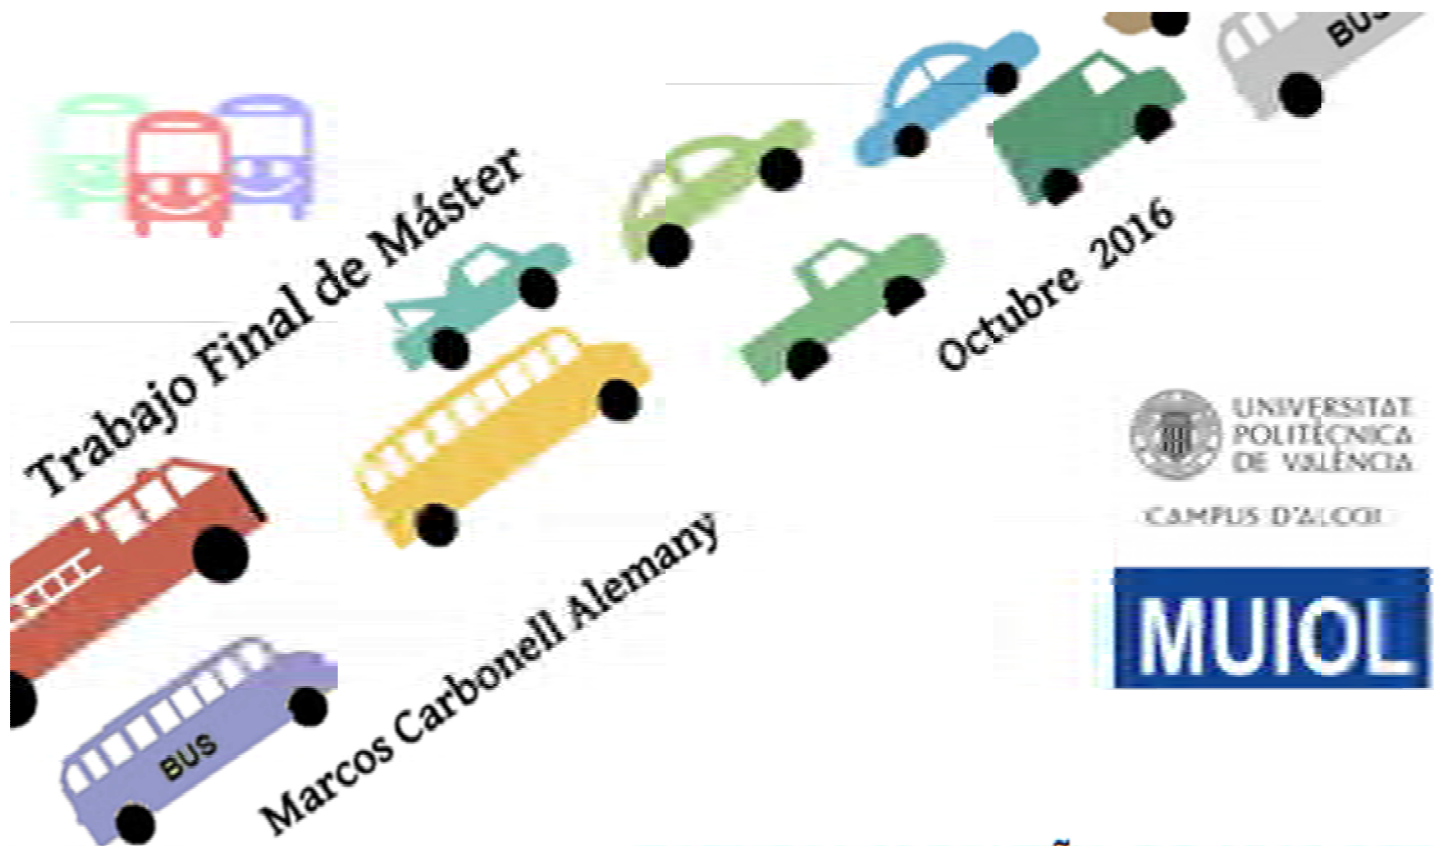 BUS
Trabajo Final de Máster
Octubre 2016
UNIVERSITAT
POLITÈCNICA
DE VALÈNCIA
CAMPUS D'ALCOI
MUIOL
Marcos Carbonell Alemany
BUS